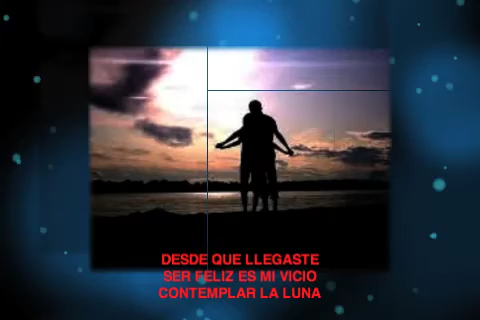 DESDE QUE LLEGASTE
SER FELIZ ES MI VICIO
CONTEMPLAR LA LUNA